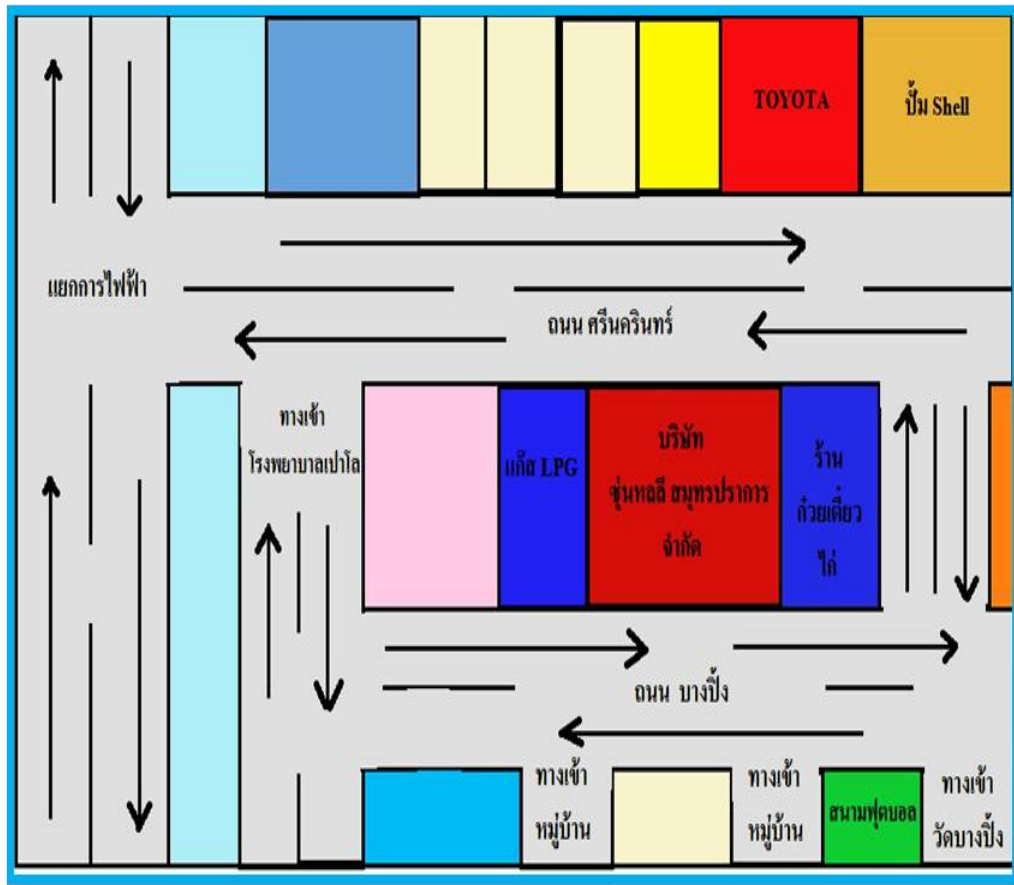 TOYOTA
ปั้ม Shell
แยกการไฟฟ้า
ถนน ศรีนครินทร์
ทางเข้า
โรงพยาบาลเปาโล
แก๊ส LPG
บริษัท
ซุ่นหลลี สมุทรปราการ
จำกัด
ร้าน
ก๋วยเตี๋ยว
ไก่
ถนน บางปิ้ง
ทางเข้า
หมู่บ้าน
ทางเข้า
หมู่บ้าน
สนามฟุตบอล
ทางเข้า
วัดบางปิ้ง